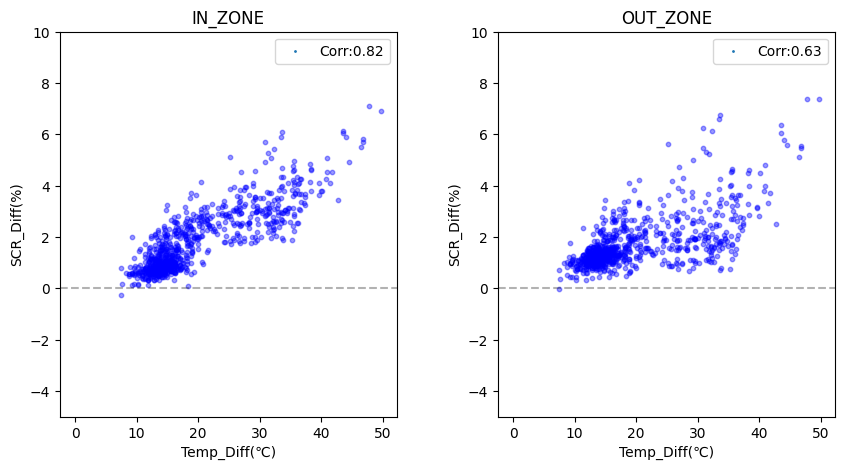 IN_ZONE
10
8
6
4
2
0
−2
−4
SCR_Diff(%)
Corr:0.82
0 10 20 30 40 50
Temp_Diff(℃)
OUT_ZONE
10
8
6
4
2
0
−2
−4
SCR_Diff(%)
Corr:0.63
0 10 20 30 40 50
Temp_Diff(℃)